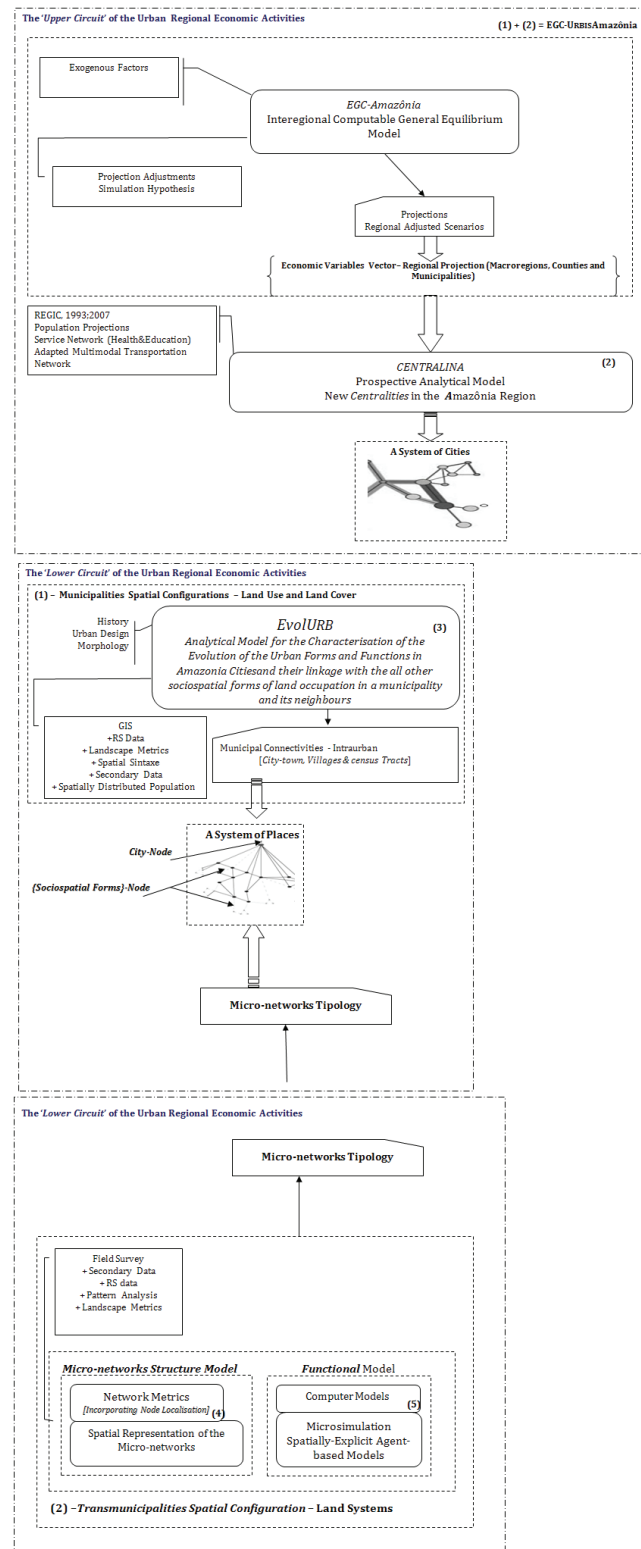 The 'Upper Circuit' of the Urban Regional Economic Activities
(1) + (2) = EGC-URBISAmazônia
Exogenous Factors
EGC-Amazônia
Interegional Computable General Equilibrium
Model
Projection Adjustments
Simulation Hypothesis
Projections
Regional Adjusted Scenarios
Economic Variables Vector– Regional Projection (Macroregions, Counties and
Municipalities)
REGIC, 1993;2007
Population Projections
Service Network (Health&Education)
Adapted Multimodal Transportation
Network
(2)
CENTRALINA
Prospective Analytical Model
New Centralities in the Amazônia Region
A System of Cities
The 'Lower Circuit' of the Urban Regional Economic Activities
(1) – Municipalities Spatial Configurations – Land Use and Land Cover
History
Urban Design
Morphology
EvolURB
(3)
Analytical Model for the Characterisation of the
Evolution of the Urban Forms and Functions in
Amazonia Citiesand their linkage with the all other
sociospatial forms of land occupation in a municipality
and its neighbours
GIS
+RS Data
+ Landscape Metrics
+ Spatial Sintaxe
+ Secondary Data
+ Spatially Distributed Population
Municipal Connectivities - Intraurban
[City-town, Villages & census Tracts]
A System of Places
City-Node
{Sociospatial Forms}-Node
Micro-networks Tipology
The 'Lower Circuit' of the Urban Regional Economic Activities
Micro-networks Tipology
Field Survey
+ Secondary Data
+ RS data
+ Pattern Analysis
+ Landscape Metrics
Micro-networks Structure Model
Functional Model
Network Metrics
[Incorporating Node Localisation]
(4)
Spatial Representation of the
Micro-networks
Computer Models
(5)
Microsimulation
Spatially-Explicit Agent-
based Models
(2) –Transmunicipalities Spatial Configuration – Land Systems